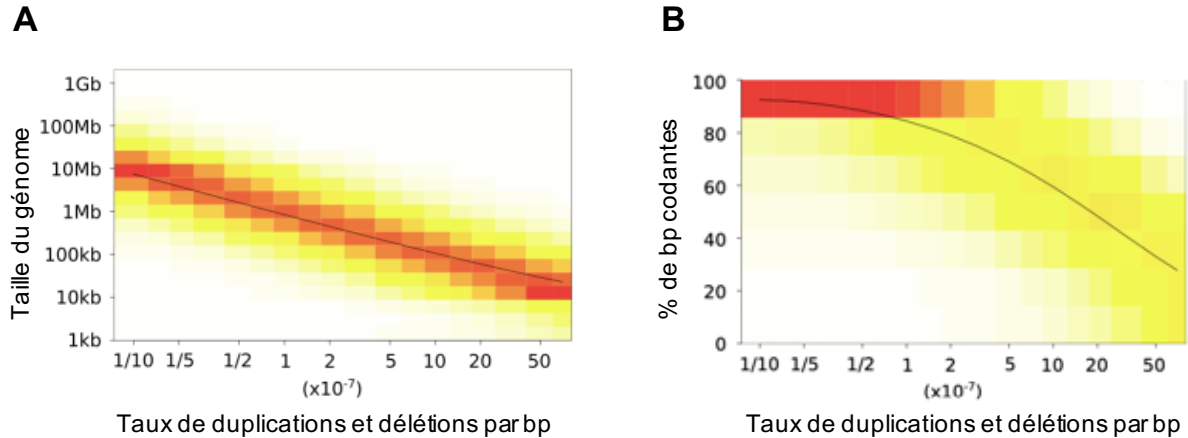 A
Taille du génome
1Gb
100Mb
10Mb
1Mb
100kb
10kb
1kb
1/10 1/5 1/2 1 2 5 10 20 50
(x10⁻⁷)
Taux de duplications et délétions par bp
B
% de bp codantes
100
80
60
40
20
0
1/10 1/5 1/2 1 2 5 10 20 50
(x10⁻⁷)
Taux de duplications et délétions par bp